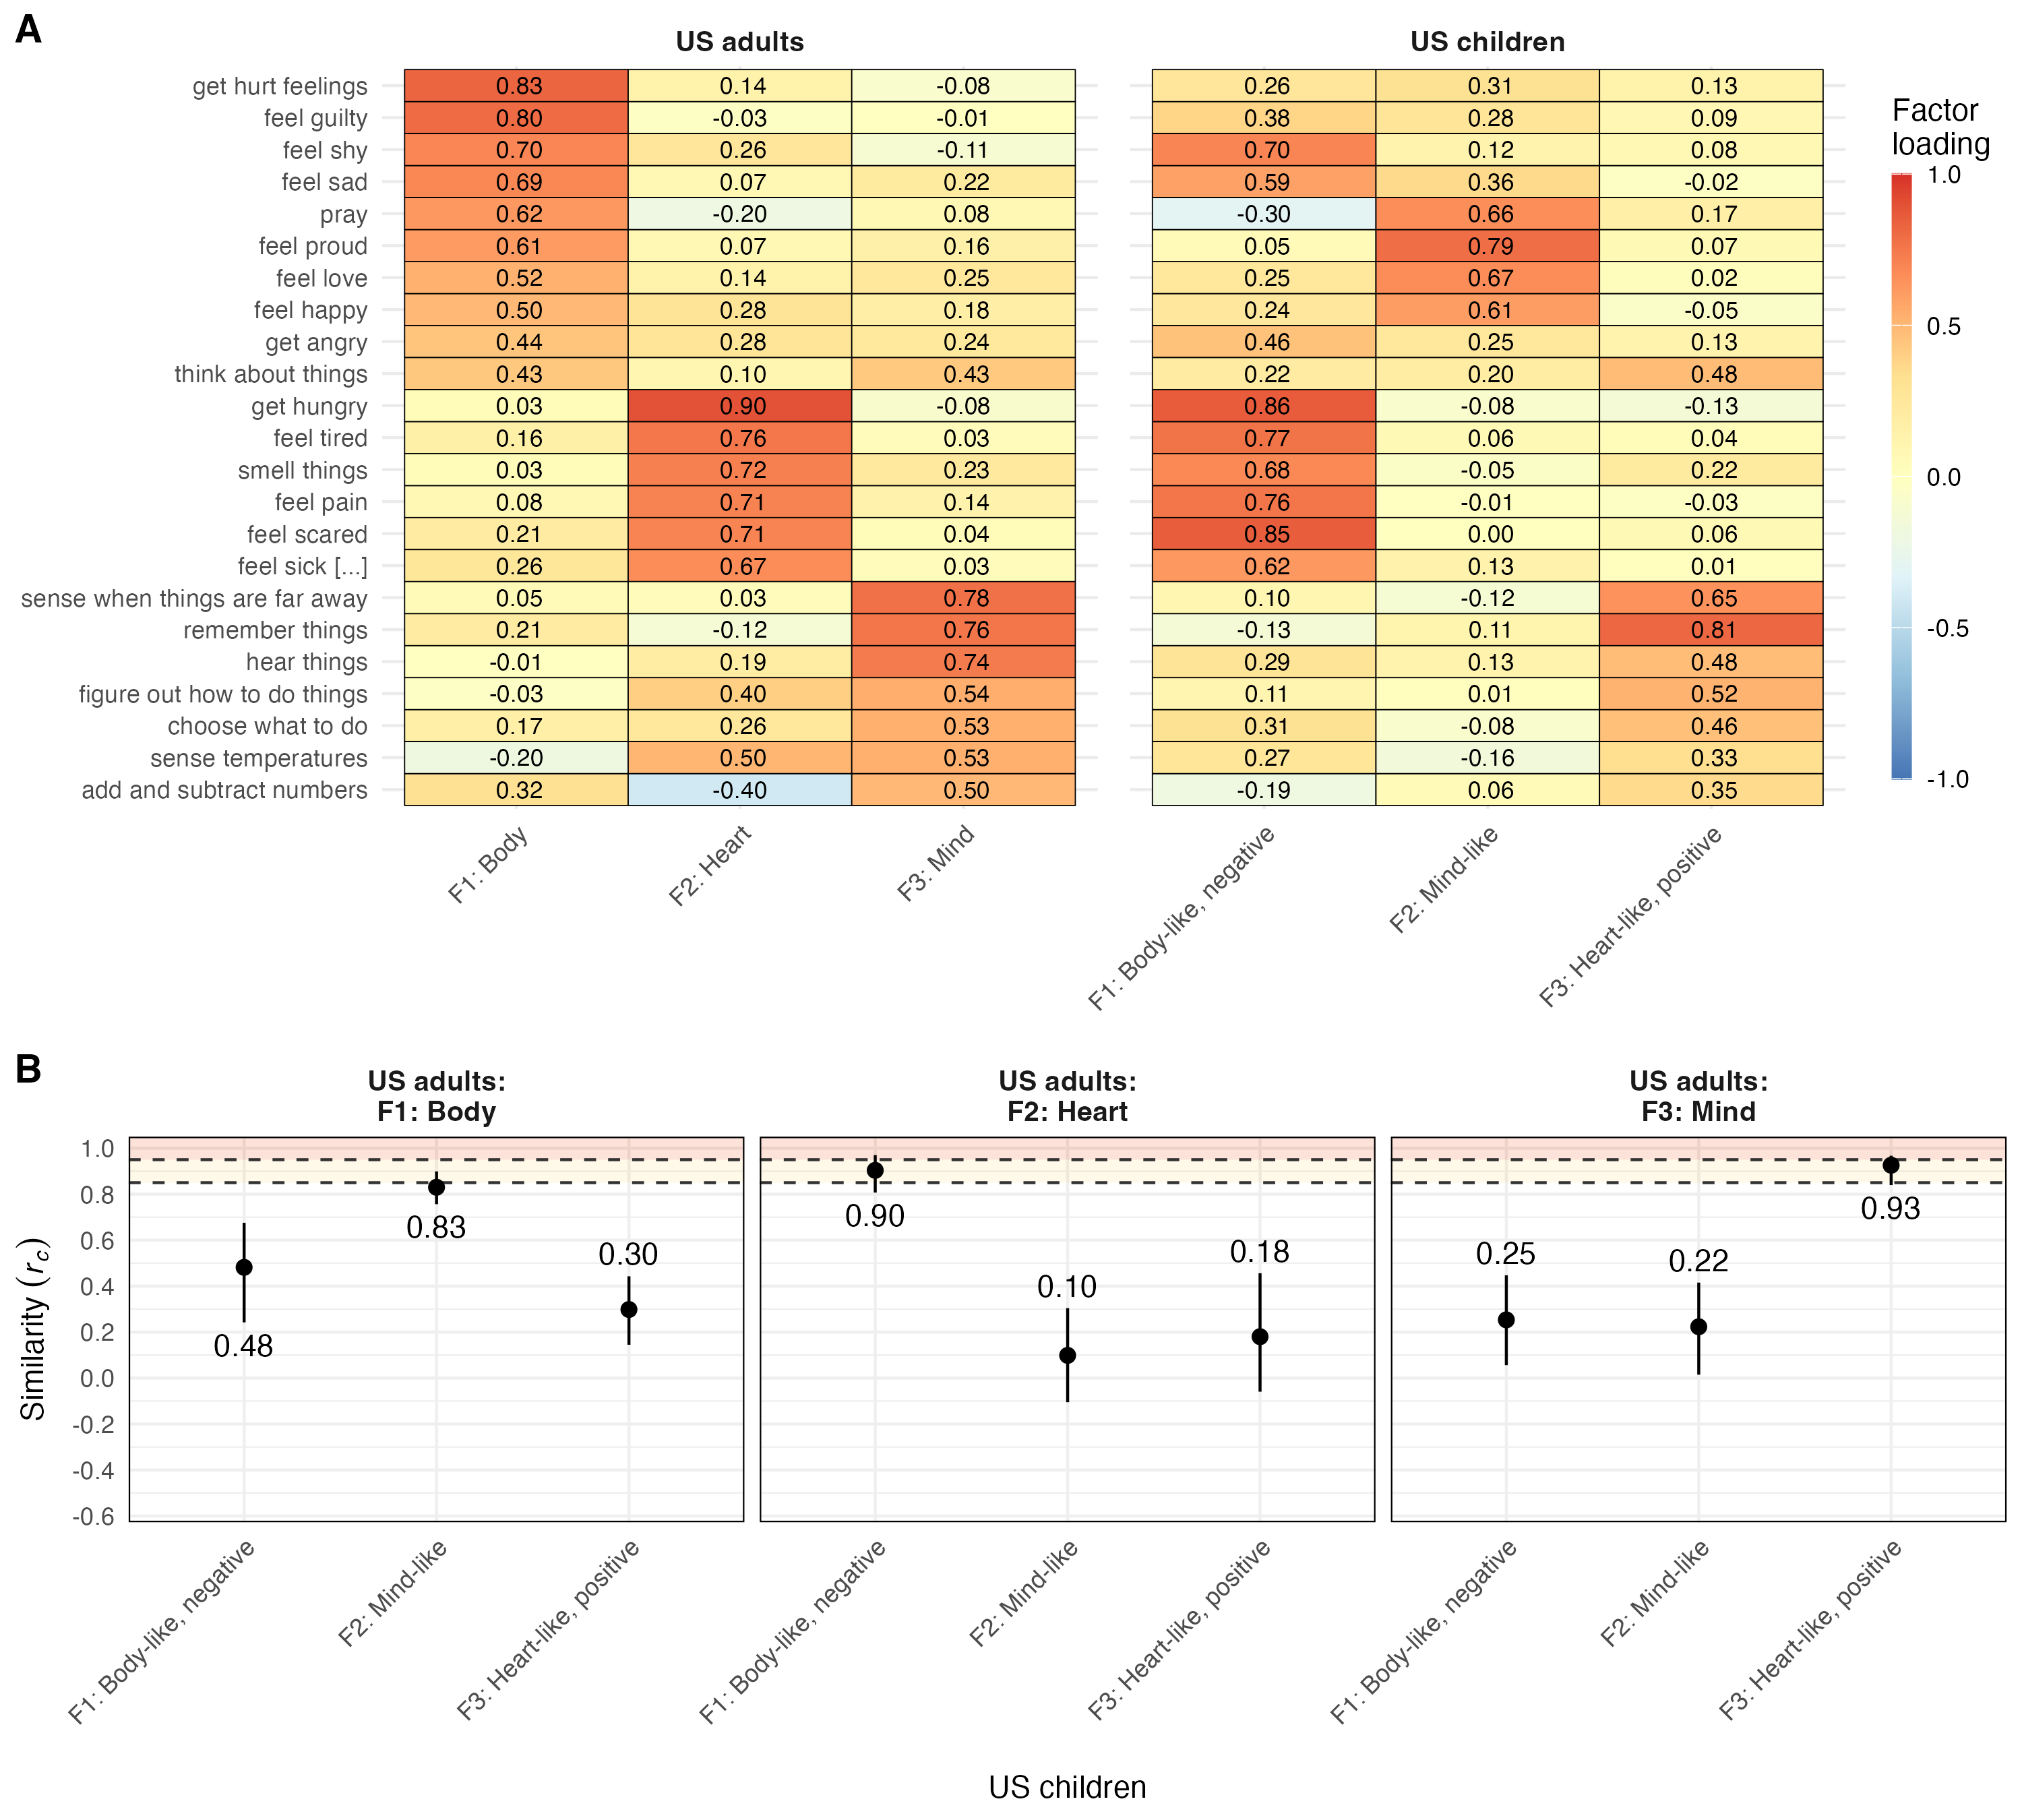 A
US adults US children
get hurt feelings 0.83 0.14 -0.08 0.26 0.31 0.13
feel guilty 0.80 -0.03 -0.01 0.38 0.28 0.09
feel shy 0.70 0.26 -0.11 0.70 0.12 0.08
feel sad 0.69 0.07 0.22 0.59 0.36 -0.02
pray 0.62 -0.20 0.08 -0.30 0.66 0.17
feel proud 0.61 0.07 0.16 0.05 0.79 0.07
feel love 0.52 0.14 0.25 0.25 0.67 0.02
feel happy 0.50 0.28 0.18 0.24 0.61 -0.05
get angry 0.44 0.28 0.24 0.46 0.25 0.13
think about things 0.43 0.10 0.43 0.22 0.20 0.48
get hungry 0.03 0.90 -0.08 0.86 -0.08 -0.13
feel tired 0.16 0.76 0.03 0.77 0.06 0.04
smell things 0.03 0.72 0.23 0.68 -0.05 0.22
feel pain 0.08 0.71 0.14 0.76 -0.01 -0.03
feel scared 0.21 0.71 0.04 0.85 0.00 0.06
feel sick [...] 0.26 0.67 0.03 0.62 0.13 0.01
sense when things are far away 0.05 0.03 0.78 0.10 -0.12 0.65
remember things 0.21 -0.12 0.76 -0.13 0.11 0.81
hear things -0.01 0.19 0.74 0.29 0.13 0.48
figure out how to do things -0.03 0.40 0.54 0.11 0.01 0.52
choose what to do 0.17 0.26 0.53 0.31 -0.08 0.46
sense temperatures -0.20 0.50 0.53 0.27 -0.16 0.33
add and subtract numbers 0.32 -0.40 0.50 -0.19 0.06 0.35
F1: Body F2: Heart F3: Mind F1: Body-like, negative F2: Mind-like F3: Heart-like, positive
Factor
loading
1.0
0.5
0.0
-0.5
-1.0
B
US adults:
F1: Body
US adults:
F2: Heart
US adults:
F3: Mind
Similarity (rc)
1.0
0.8
0.6
0.4
0.2
0.0
-0.2
-0.4
-0.6
0.48 0.83 0.30
0.90 0.10 0.18
0.25 0.22 0.93
F1: Body-like, negative F2: Mind-like F3: Heart-like, positive
F1: Body-like, negative F2: Mind-like F3: Heart-like, positive
F1: Body-like, negative F2: Mind-like F3: Heart-like, positive
US children